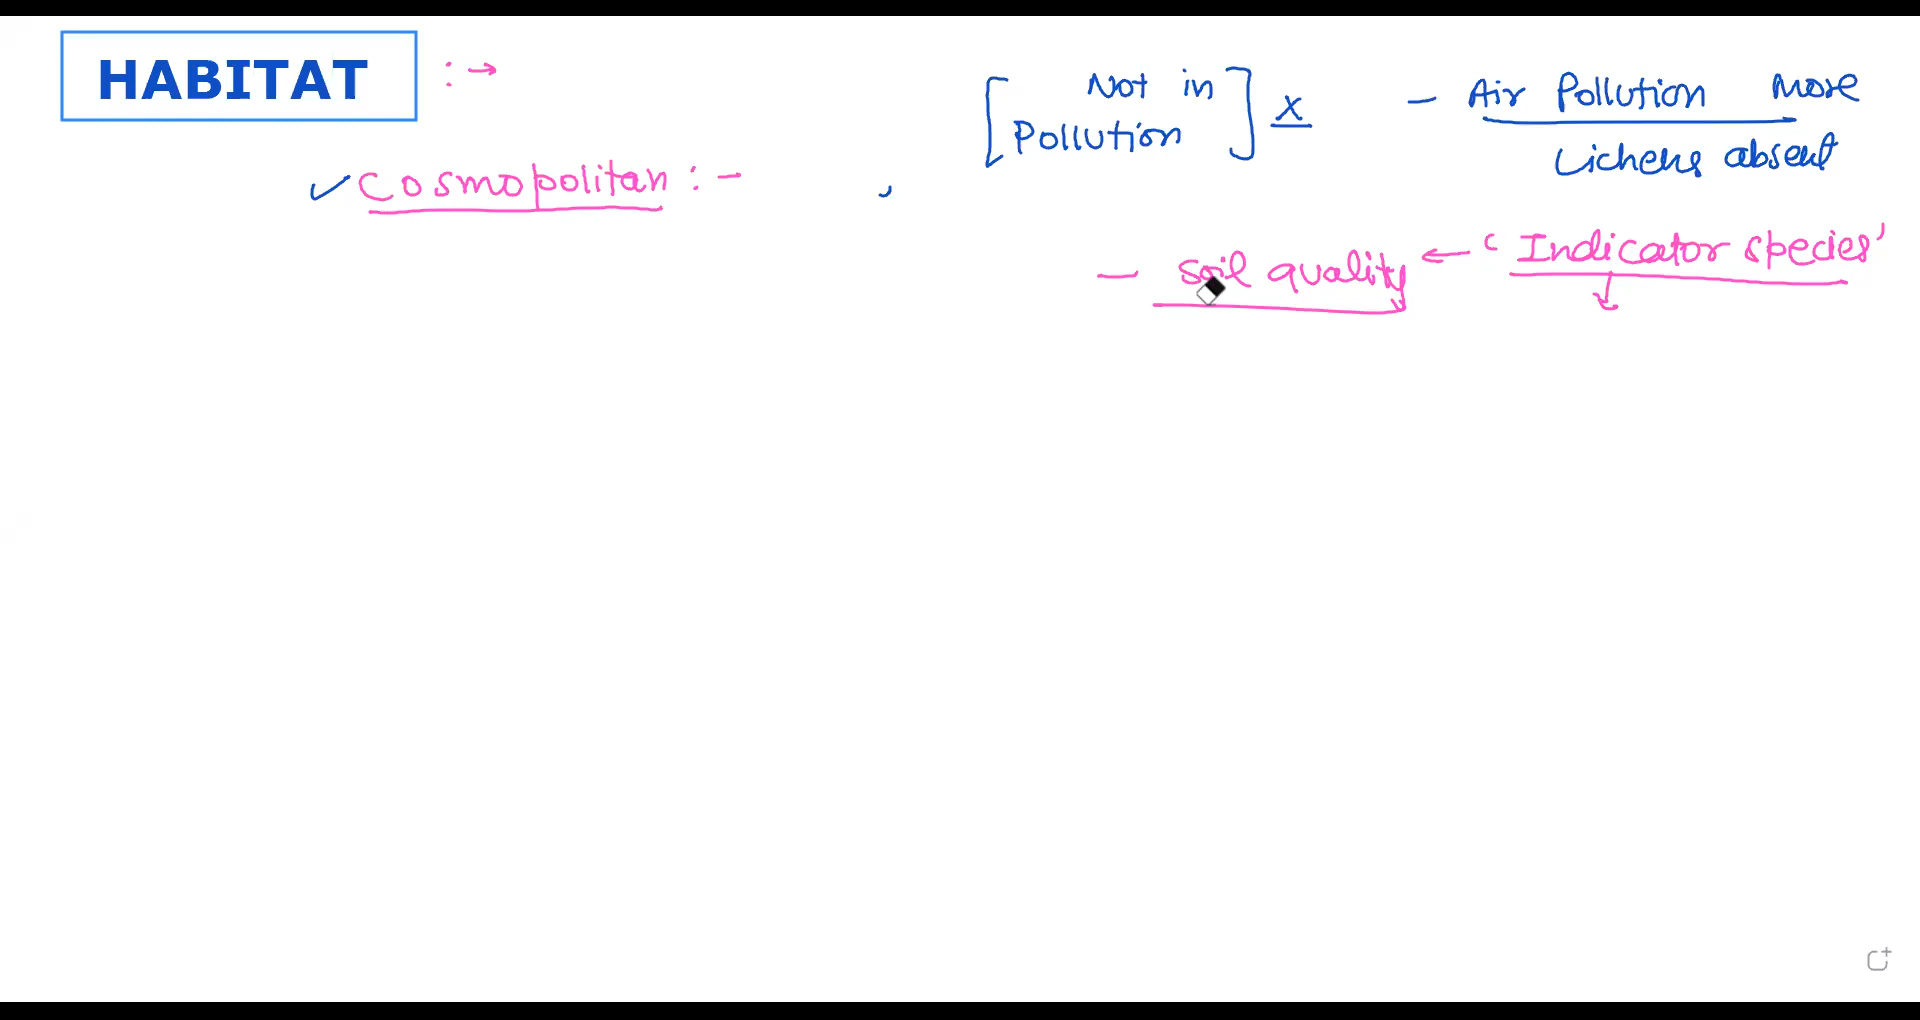 HABITAT :→
✓ Cosmopolitan :-
[ Not in
Pollution ] X
- Air Pollution more
Lichens absent
- soil quality ← ‘Indicator species’